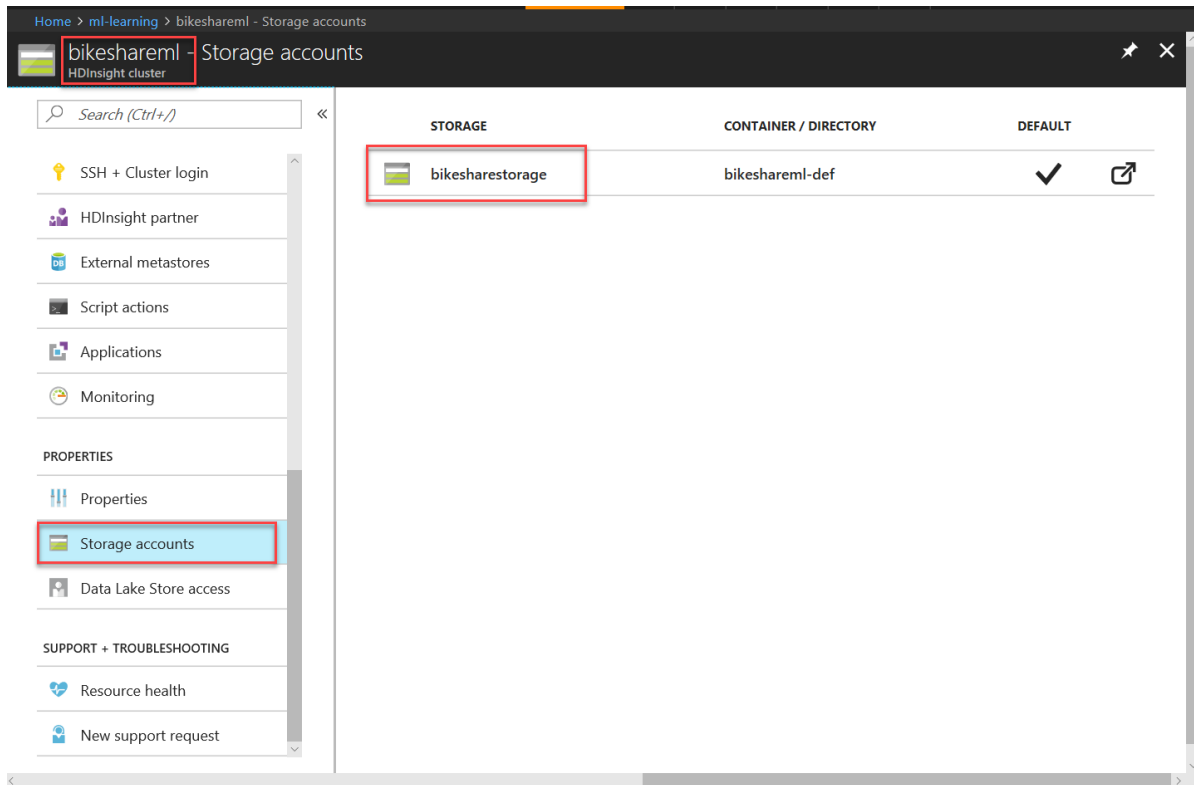 Home > ml-learning > bikeshareml - Storage accounts
bikeshareml - Storage accounts
HDInsight cluster
Search (Ctrl+/)
SSH + Cluster login
HDInsight partner
External metastores
Script actions
Applications
Monitoring
PROPERTIES
Properties
Storage accounts
Data Lake Store access
SUPPORT + TROUBLESHOOTING
Resource health
New support request
STORAGE CONTAINER / DIRECTORY DEFAULT
bikesharestorage bikeshareml-def